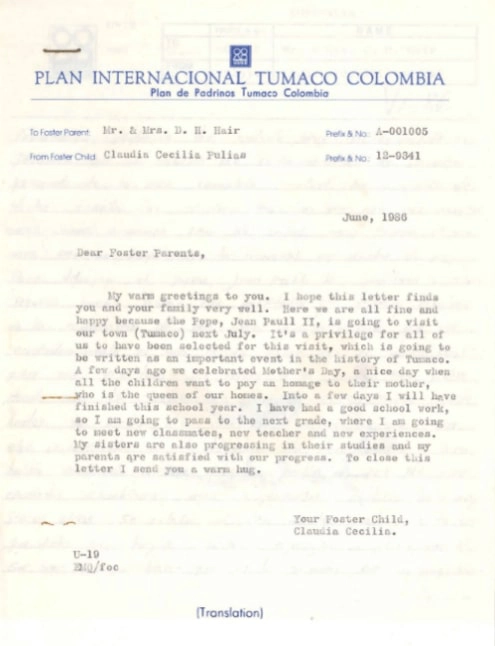 PLAN INTERNACIONAL TUMACO COLOMBIA
Plan de Padrinos Tumaco Colombia
To Foster Parent: Mr. & Mrs. D. H. Hair Prefix & No.: A-001005
From Foster Child: Claudia Cecilia Pulias Prefix & No.: 12-9341
June, 1986
Dear Foster Parents,
My warm greetings to you. I hope this letter finds
you and your family very well. Here we are all fine and
happy because the Pope, Jean Paull II, is going to visit
our town (Tumaco) next July. It's a privilege for all of
us to have been selected for this visit, which is going to
be written as an important event in the history of Tumaco.
A few days ago we celebrated Mother's Day, a nice day when
all the children want to pay an homage to their mother,
who is the queen of our homes. Into a few days I will have
finished this school year. I have had a good school work,
so I am going to pass to the next grade, where I am going
to meet new classmates, new teacher and new experiences.
My sisters are also progressing in their studies and my
parents are satisfied with our progress. To close this
letter I send you a warm hug.
Your Foster Child,
Claudia Cecilia.
U-19
EMQ/foc
(Translation)